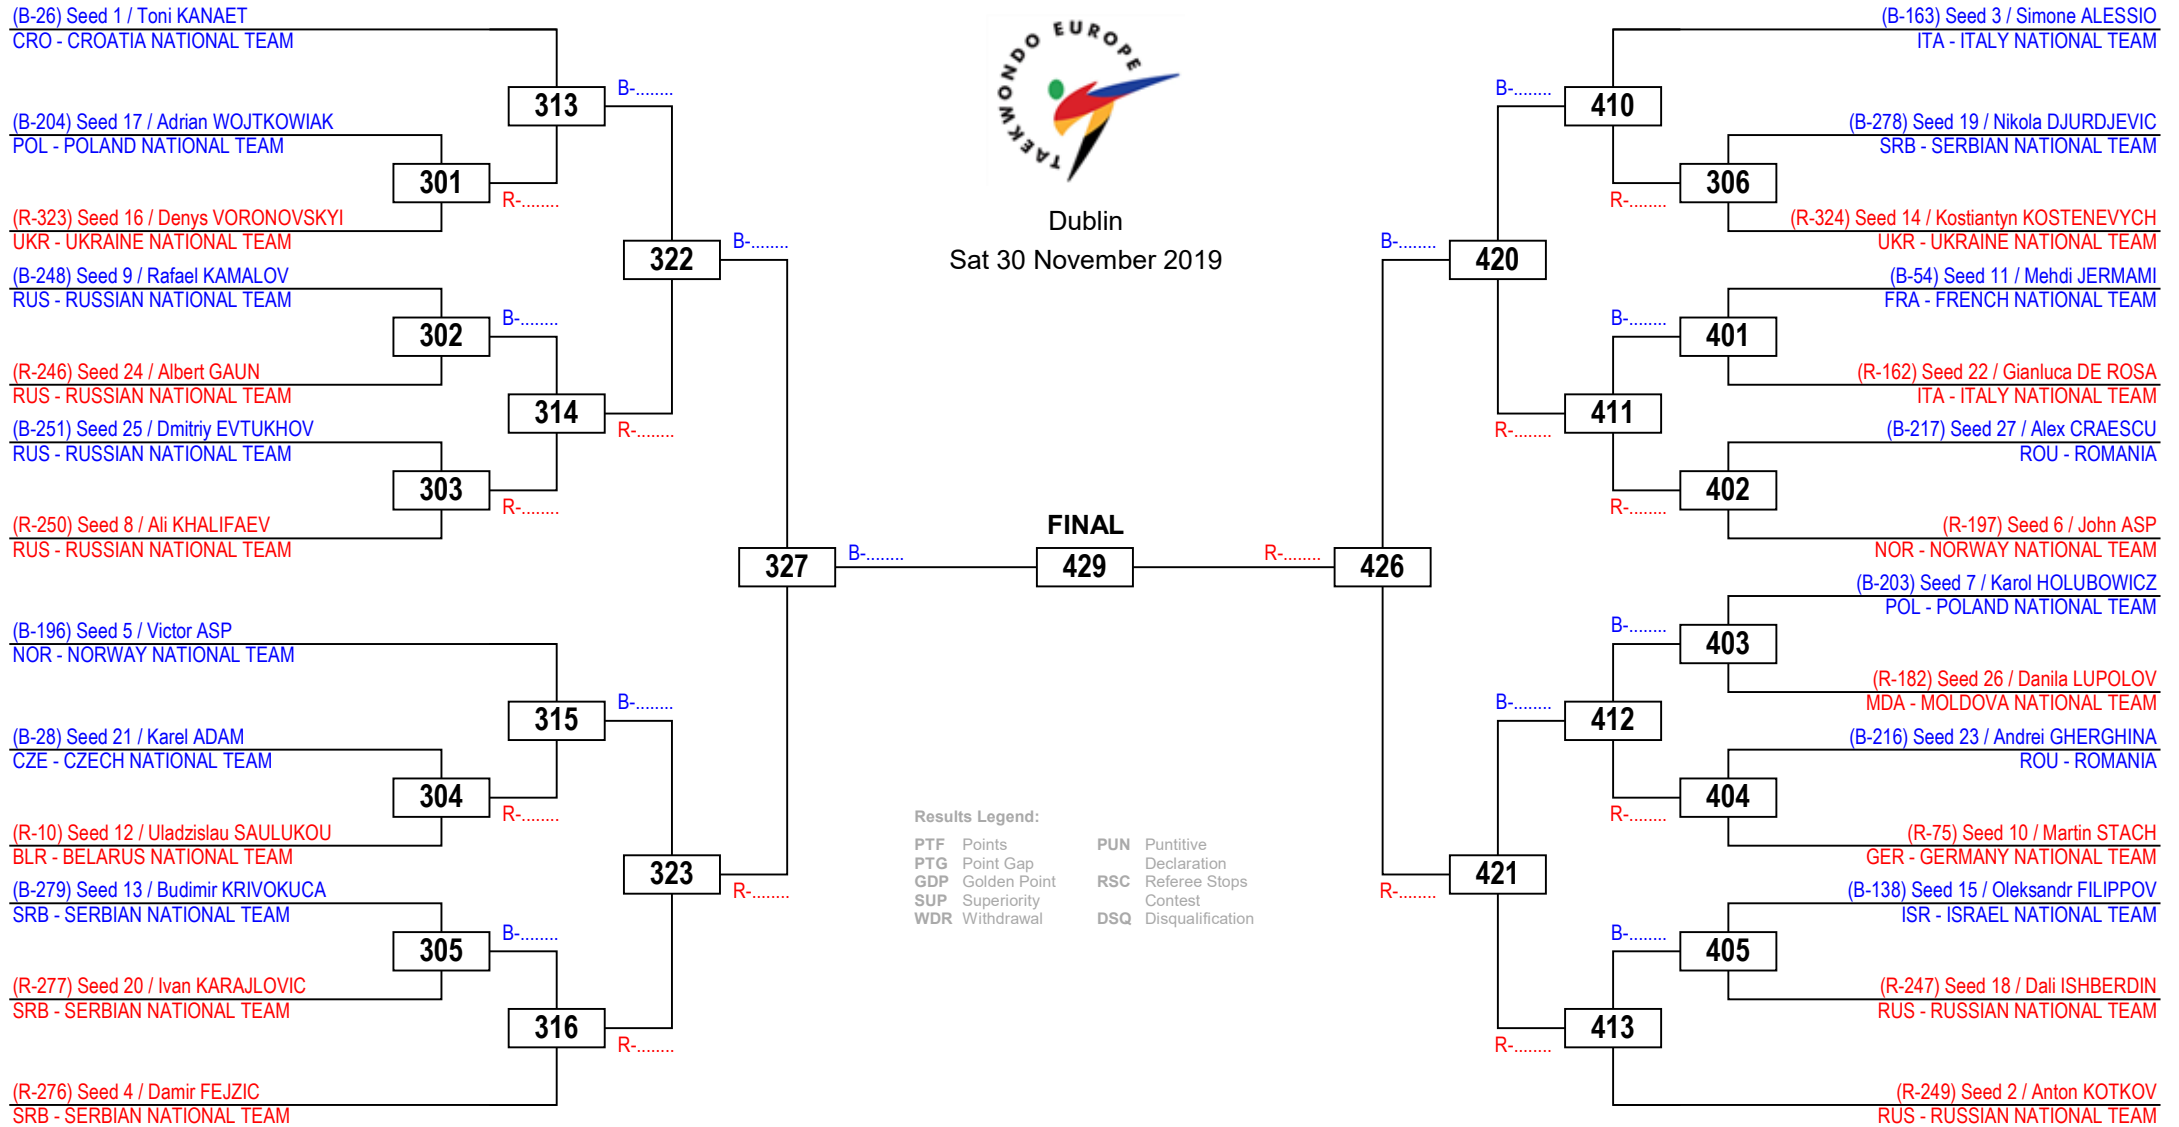 (B-26) Seed 1 / Toni KANAET
CRO - CROATIA NATIONAL TEAM
(B-204) Seed 17 / Adrian WOJTKOWIAK
POL - POLAND NATIONAL TEAM
(R-323) Seed 16 / Denys VORONOVSKYI
UKR - UKRAINE NATIONAL TEAM
(B-248) Seed 9 / Rafael KAMALOV
RUS - RUSSIAN NATIONAL TEAM
(R-246) Seed 24 / Albert GAUN
RUS - RUSSIAN NATIONAL TEAM
(B-251) Seed 25 / Dmitriy EVTUKHOV
RUS - RUSSIAN NATIONAL TEAM
(R-250) Seed 8 / Ali KHALIFAEV
RUS - RUSSIAN NATIONAL TEAM
(B-196) Seed 5 / Victor ASP
NOR - NORWAY NATIONAL TEAM
(B-28) Seed 21 / Karel ADAM
CZE - CZECH NATIONAL TEAM
(R-10) Seed 12 / Uladzislau SAULUKOU
BLR - BELARUS NATIONAL TEAM
(B-279) Seed 13 / Budimir KRIVOKUCA
SRB - SERBIAN NATIONAL TEAM
(R-277) Seed 20 / Ivan KARAJLOVIC
SRB - SERBIAN NATIONAL TEAM
(R-276) Seed 4 / Damir FEJZIC
SRB - SERBIAN NATIONAL TEAM
301
302
303
304
305
R-........
B-........
R-........
R-........
B-........
313
314
315
316
B-........
R-........
B-........
R-........
322
323
B-........
R-........
327
B-........
TAEKWONDO EUROPE
Dublin
Sat 30 November 2019
FINAL
429
Results Legend:
PTF Points
PTG Point Gap
GDP Golden Point
SUP Superiority
WDR Withdrawal
PUN Puntitive
Declaration
RSC Referee Stops
Contest
DSQ Disqualification
R-........
426
B-........
R-........
420
421
B-........
R-........
B-........
R-........
410
411
412
413
R-........
B-........
R-........
B-........
R-........
B-........
306
401
402
403
404
405
(B-163) Seed 3 / Simone ALESSIO
ITA - ITALY NATIONAL TEAM
(B-278) Seed 19 / Nikola DJURDJEVIC
SRB - SERBIAN NATIONAL TEAM
(R-324) Seed 14 / Kostiantyn KOSTENEVYCH
UKR - UKRAINE NATIONAL TEAM
(B-54) Seed 11 / Mehdi JERMAMI
FRA - FRENCH NATIONAL TEAM
(R-162) Seed 22 / Gianluca DE ROSA
ITA - ITALY NATIONAL TEAM
(B-217) Seed 27 / Alex CRAESCU
ROU - ROMANIA
(R-197) Seed 6 / John ASP
NOR - NORWAY NATIONAL TEAM
(B-203) Seed 7 / Karol HOLUBOWICZ
POL - POLAND NATIONAL TEAM
(R-182) Seed 26 / Danila LUPOLOV
MDA - MOLDOVA NATIONAL TEAM
(B-216) Seed 23 / Andrei GHERGHINA
ROU - ROMANIA
(R-75) Seed 10 / Martin STACH
GER - GERMANY NATIONAL TEAM
(B-138) Seed 15 / Oleksandr FILIPPOV
ISR - ISRAEL NATIONAL TEAM
(R-247) Seed 18 / Dali ISHBERDIN
RUS - RUSSIAN NATIONAL TEAM
(R-249) Seed 2 / Anton KOTKOV
RUS - RUSSIAN NATIONAL TEAM